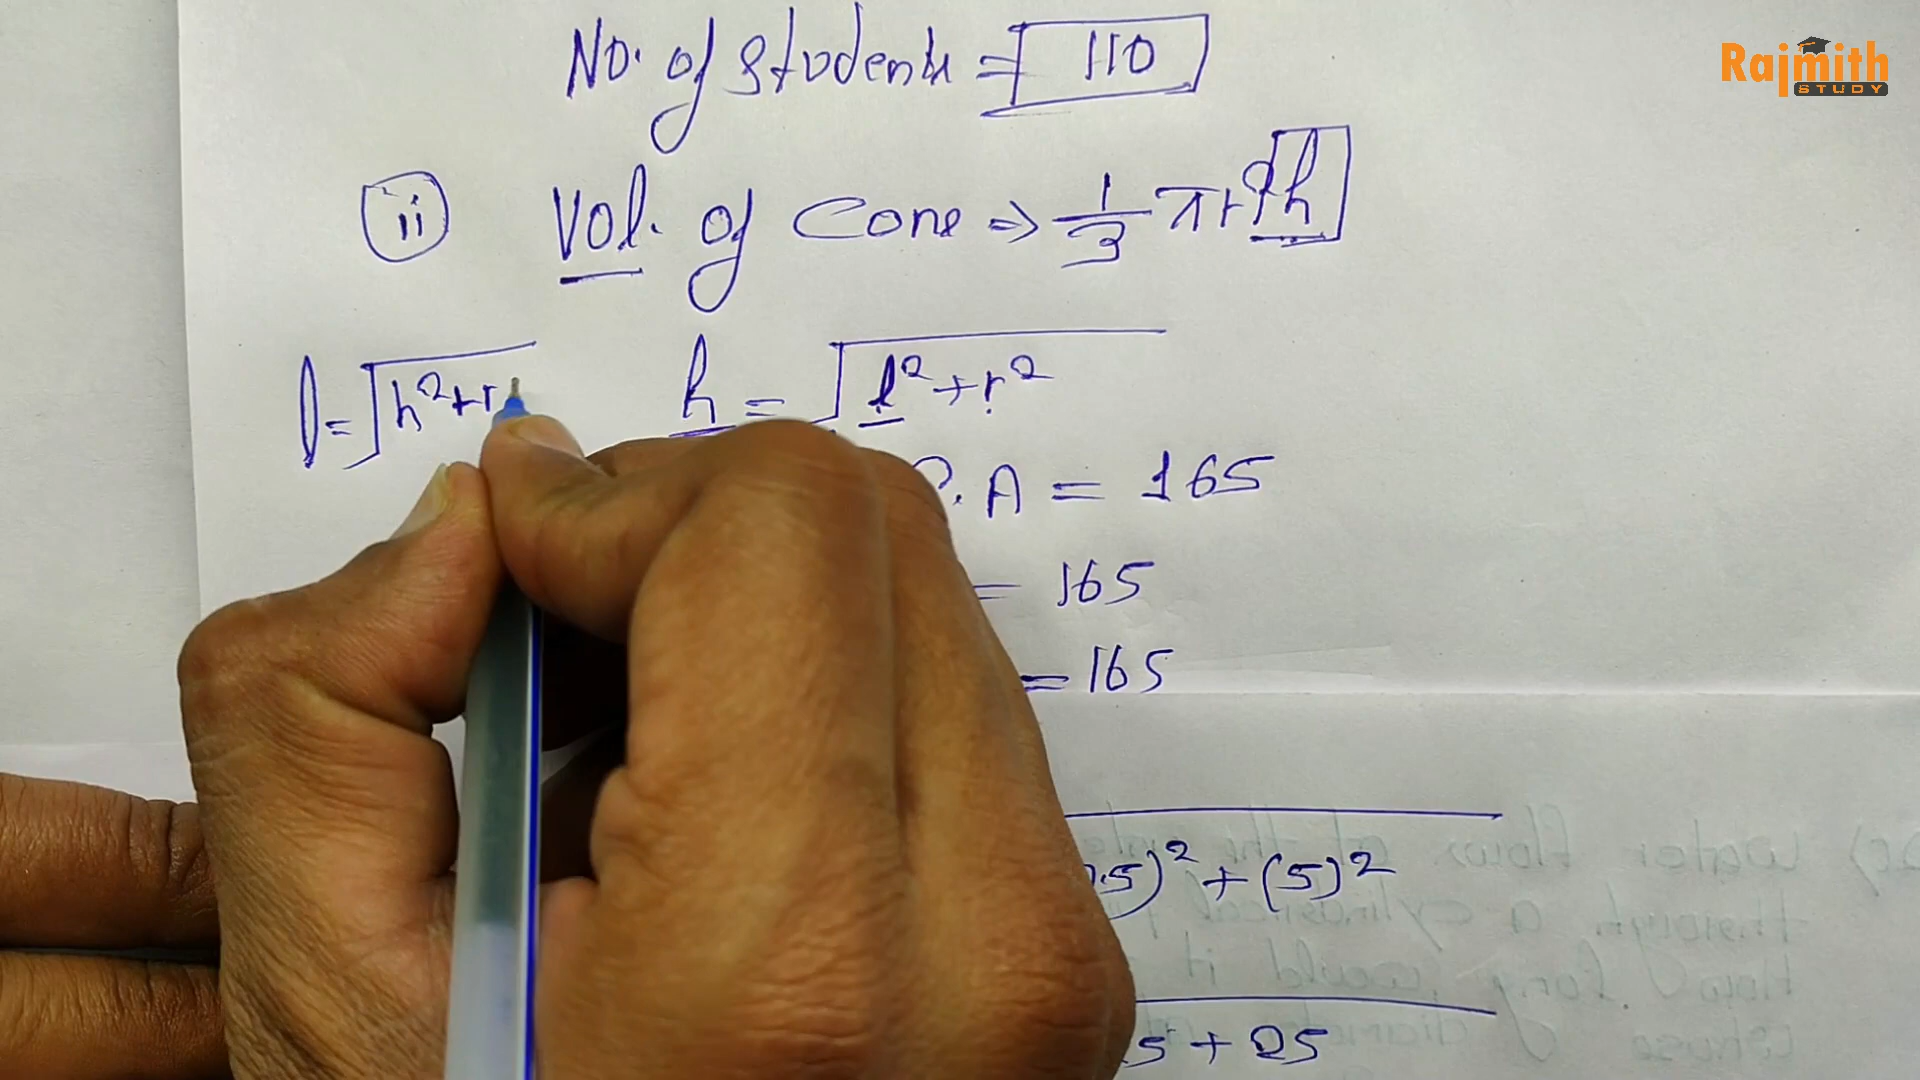 Rajmith
STUDY
No. of students = 110
ii Vol. of Cone ⇒ 1/3 πr²h
l = √h²+r
h = √l²+r²
.A = 165
= 165
= 165
.5)² + (5)²
5 + 25